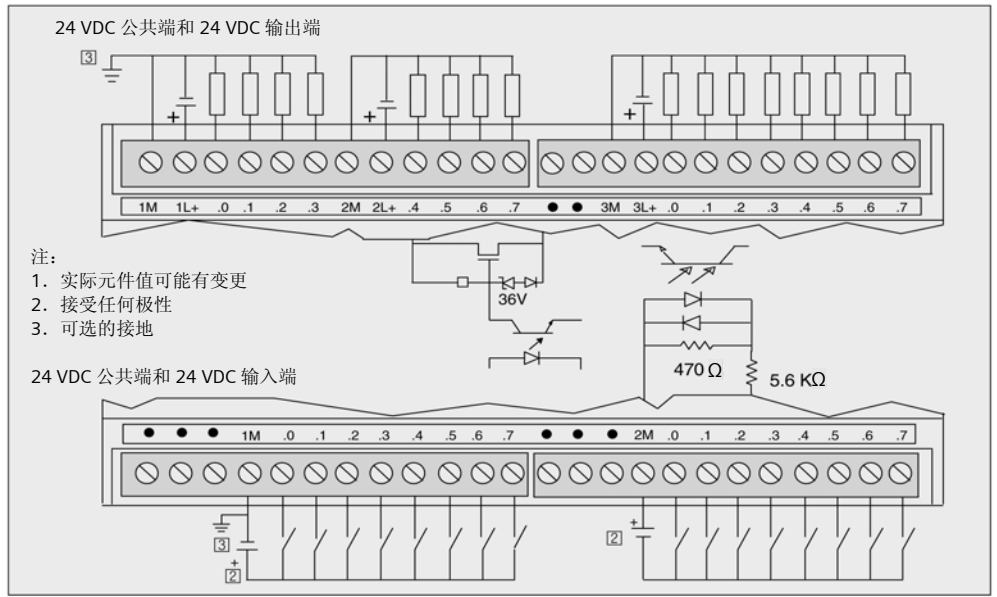 24 VDC 公共端和 24 VDC 输出端
3
1M 1L+ .0 .1 .2 .3 2M 2L+ .4 .5 .6 .7 ● ● 3M 3L+ .0 .1 .2 .3 .4 .5 .6 .7
注：
1．实际元件值可能有变更
2．接受任何极性
3．可选的接地
36V
470 Ω
5.6 KΩ
24 VDC 公共端和 24 VDC 输入端
● ● ● 1M .0 .1 .2 .3 .4 .5 .6 .7 ● ● ● 2M .0 .1 .2 .3 .4 .5 .6 .7
3
2
2